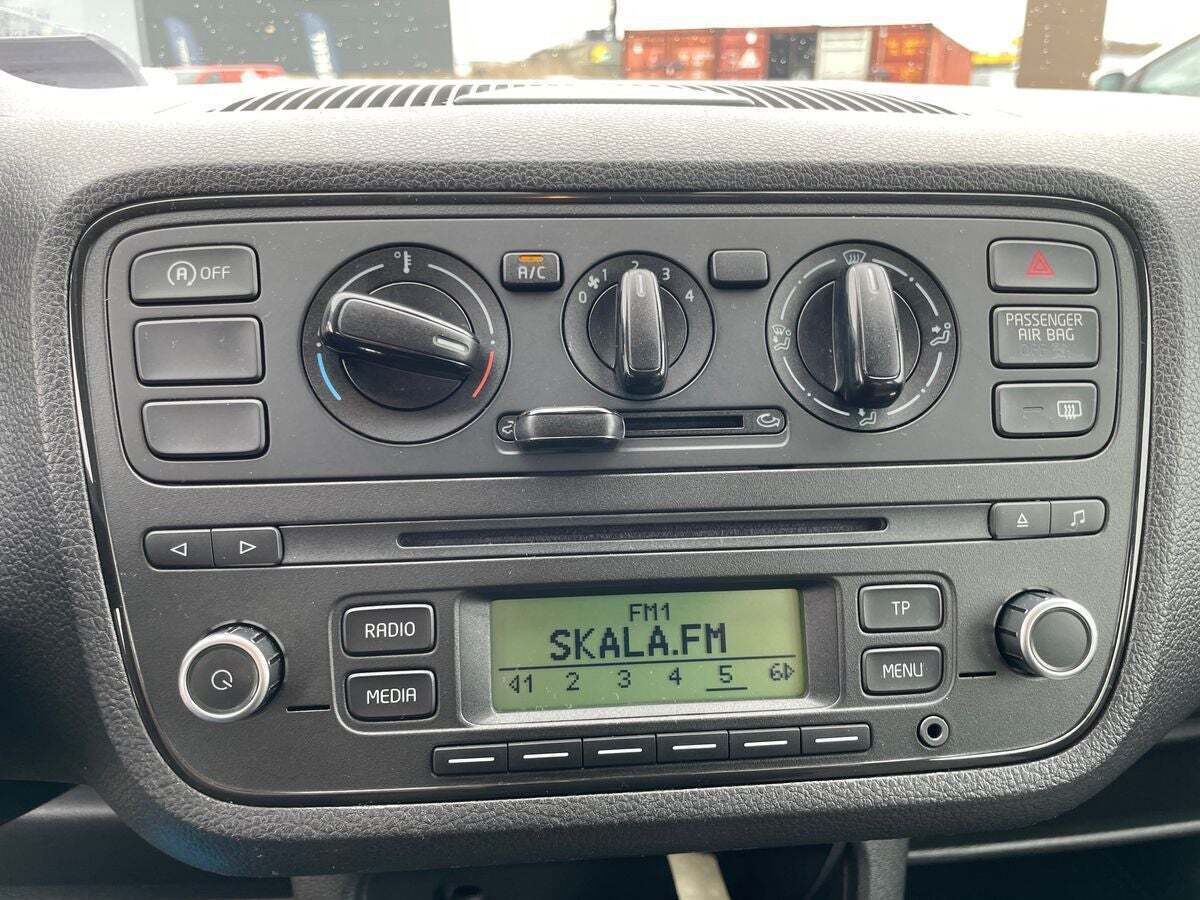 A OFF
A/C
0 1 2 3 4
PASSENGER
AIR BAG
OFF
RADIO
MEDIA
FM1
SKALA.FM
1 2 3 4 5 6
TP
MENU